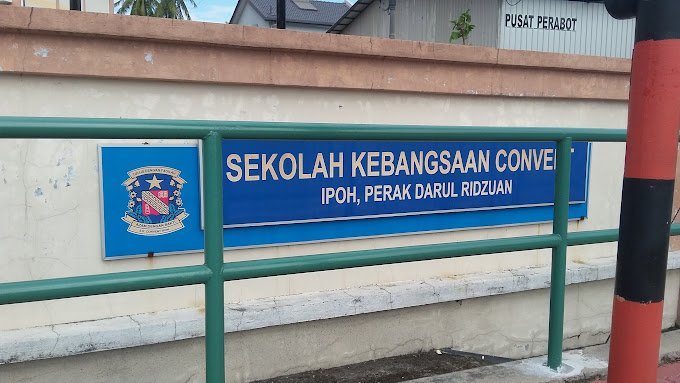 PUSAT PERABOT
SEKOLAH KEBANGSAAN CONVE
IPOH, PERAK DARUL RIDZUAN